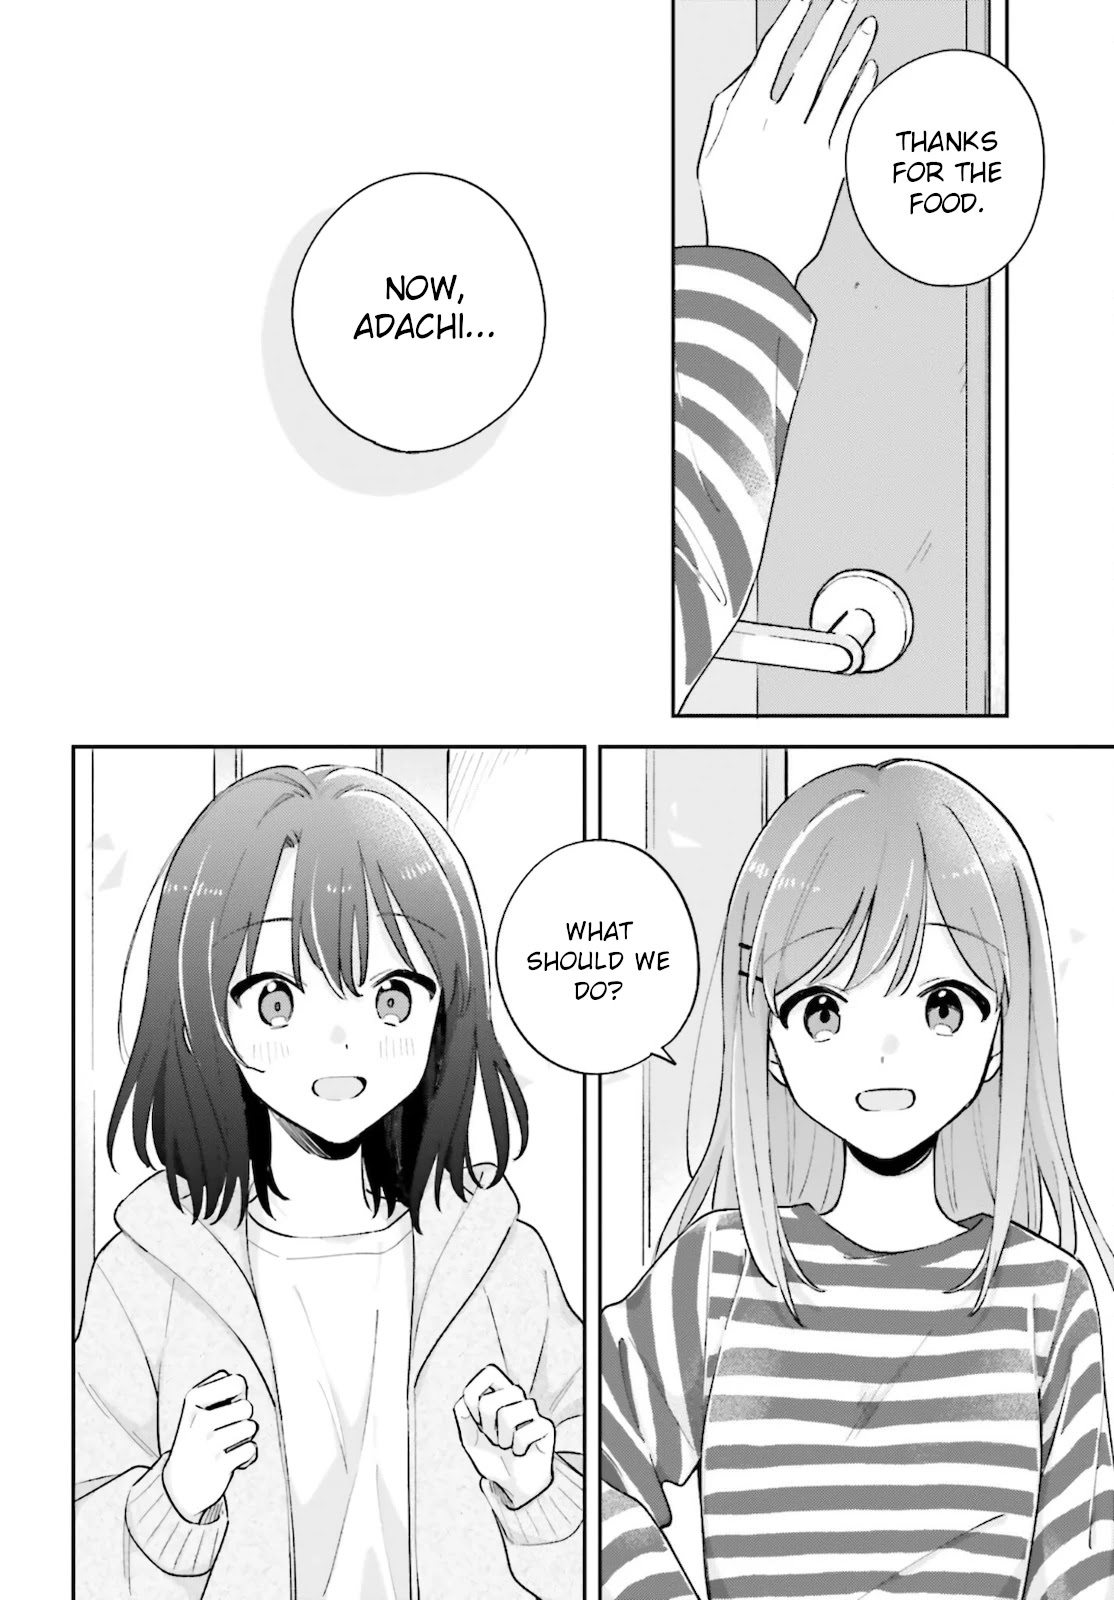 THANKS
FOR THE
FOOD.
NOW,
ADACHI...
WHAT
SHOULD WE
DO?